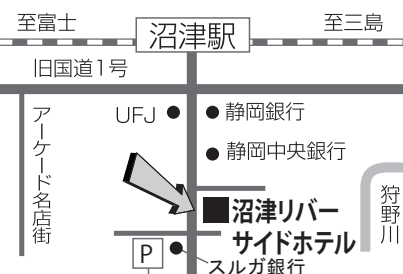 至富士
沼津駅
至三島
旧国道1号
アーケード名店街
UFJ
静岡銀行
静岡中央銀行
沼津リバー
サイドホテル
狩野川
P
スルガ銀行